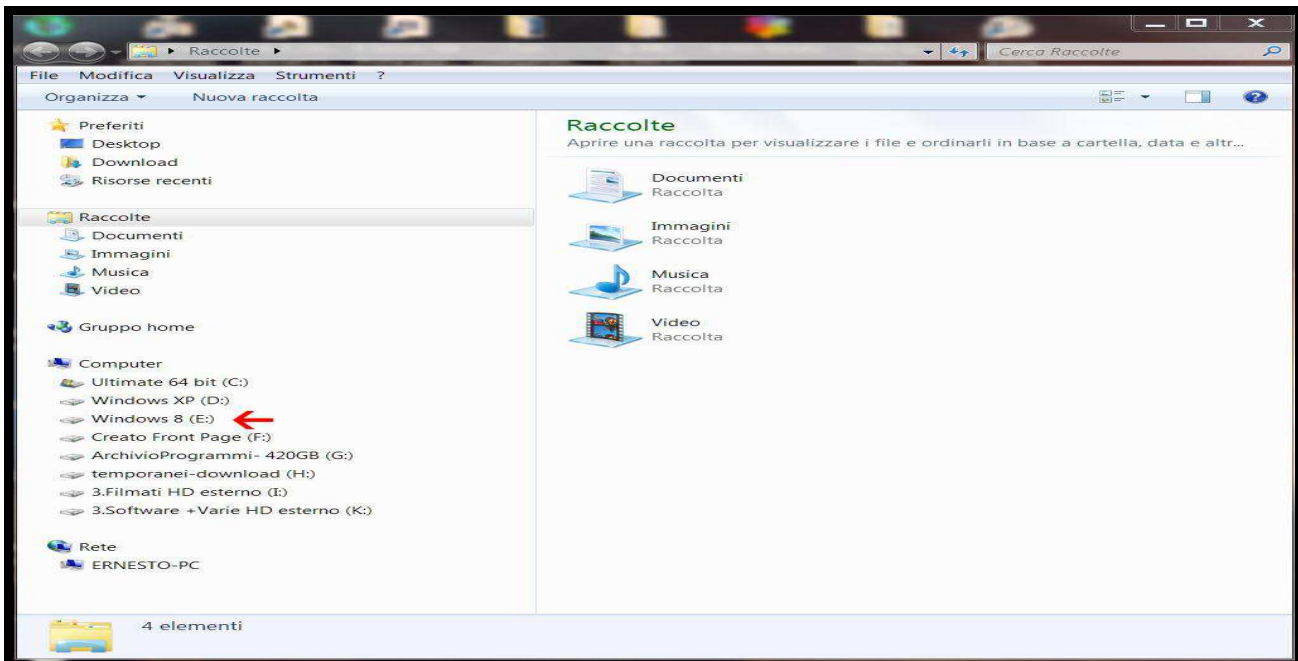 Raccolte
Cerca Raccolte
File Modifica Visualizza Strumenti ?
Organizza Nuova raccolta
Preferiti
Desktop
Download
Risorse recenti
Raccolte
Documenti
Immagini
Musica
Video
Gruppo home
Computer
Ultimate 64 bit (C:)
Windows XP (D:)
Windows 8 (E:)
Creato Front Page (F:)
ArchivioProgrammi- 420GB (G:)
temporanei-download (H:)
3.Filmati HD esterno (I:)
3.Software +Varie HD esterno (K:)
Rete
ERNESTO-PC
Raccolte
Aprire una raccolta per visualizzare i file e ordinarli in base a cartella, data e altr...
Documenti
Raccolta
Immagini
Raccolta
Musica
Raccolta
Video
Raccolta
4 elementi